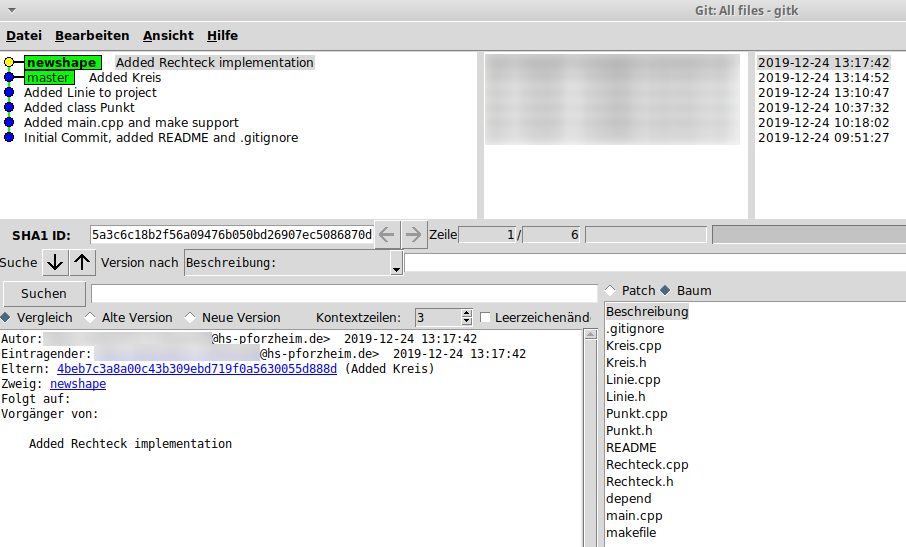 Git: All files - gitk
Datei Bearbeiten Ansicht Hilfe
newshape Added Rechteck implementation 2019-12-24 13:17:42
master Added Kreis 2019-12-24 13:14:52
Added Linie to project 2019-12-24 13:10:47
Added class Punkt 2019-12-24 10:37:32
Added main.cpp and make support 2019-12-24 10:18:02
Initial Commit, added README and .gitignore 2019-12-24 09:51:27
SHA1 ID: 5a3c6c18b2f56a09476b050bd26907ec5086870d Zeile 1 / 6
Suche Version nach Beschreibung:
Suchen
Vergleich Alte Version Neue Version Kontextzeilen: 3 Leerzeichenänd
Autor: @hs-pforzheim.de> 2019-12-24 13:17:42
Eintragender: @hs-pforzheim.de> 2019-12-24 13:17:42
Eltern: 4beb7c3a8a00c43b309ebd719f0a5630055d888d (Added Kreis)
Zweig: newshape
Folgt auf:
Vorgänger von:
Added Rechteck implementation
Patch Baum
Beschreibung
.gitignore
Kreis.cpp
Kreis.h
Linie.cpp
Linie.h
Punkt.cpp
Punkt.h
README
Rechteck.cpp
Rechteck.h
depend
main.cpp
makefile